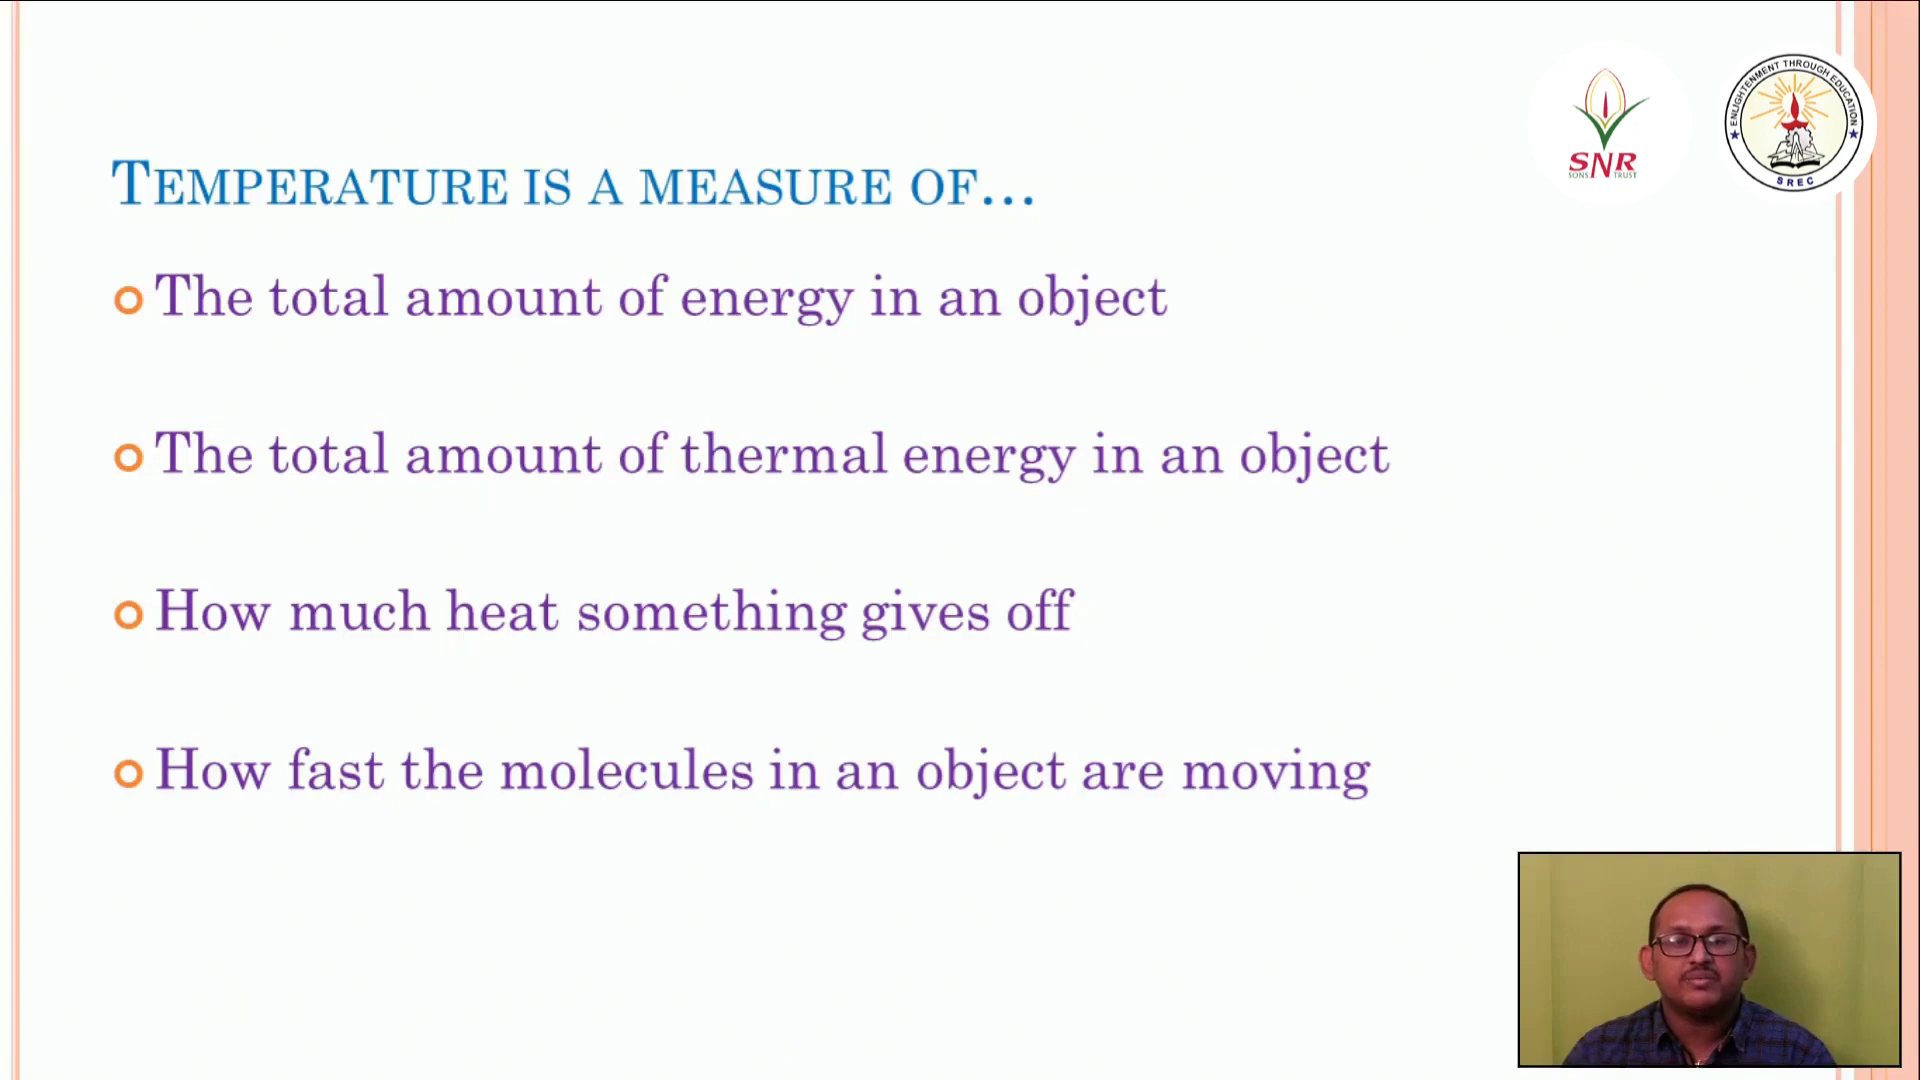 TEMPERATURE IS A MEASURE OF...
The total amount of energy in an object
The total amount of thermal energy in an object
How much heat something gives off
How fast the molecules in an object are moving
SNR
SONS TRUST
ENLIGHTENMENT THROUGH EDUCATION
SREC